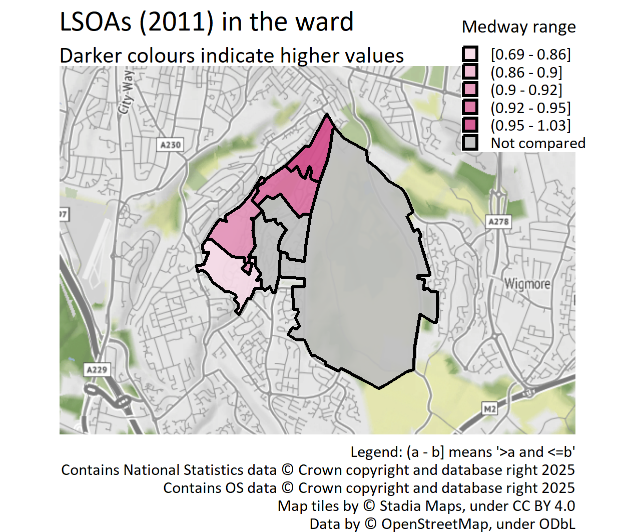 LSOAs (2011) in the ward
Darker colours indicate higher values
Medway range
[0.69 - 0.86]
(0.86 - 0.9]
(0.9 - 0.92]
(0.92 - 0.95]
(0.95 - 1.03]
Not compared
City Way
A230
A278
Wigmore
A229
M2
Legend: (a - b] means '>a and <=b'
Contains National Statistics data © Crown copyright and database right 2025
Contains OS data © Crown copyright and database right 2025
Map tiles by © Stadia Maps, under CC BY 4.0
Data by © OpenStreetMap, under ODbL